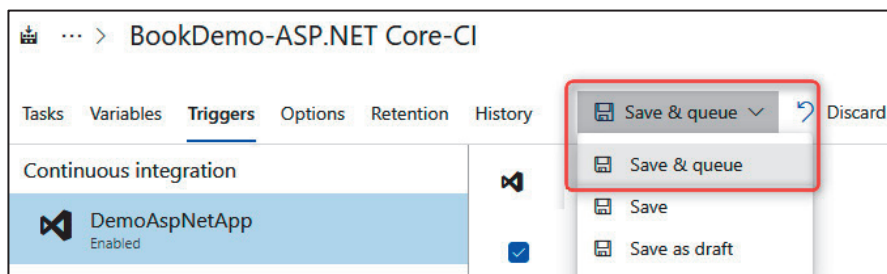 ... > BookDemo-ASP.NET Core-CI
Tasks Variables Triggers Options Retention History Save & queue Discard
Continuous integration
Save & queue
DemoAspNetApp
Enabled
Save
Save as draft